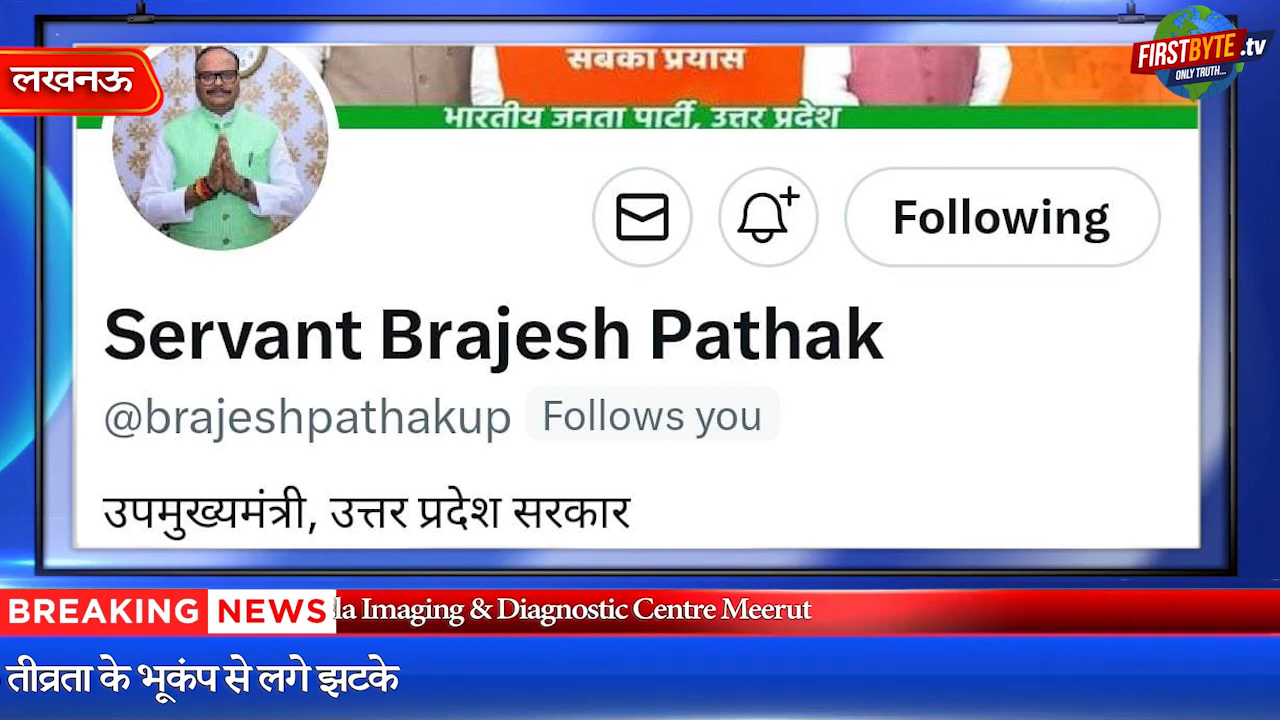 FIRSTBYTE.tv
ONLY TRUTH...
लखनऊ
सबका प्रयास
भारतीय जनता पार्टी, उत्तर प्रदेश
Following
Servant Brajesh Pathak
@brajeshpathakup Follows you
उपमुख्यमंत्री, उत्तर प्रदेश सरकार
BREAKING NEWS la Imaging & Diagnostic Centre Meerut
तीव्रता के भूकंप से लगे झटके